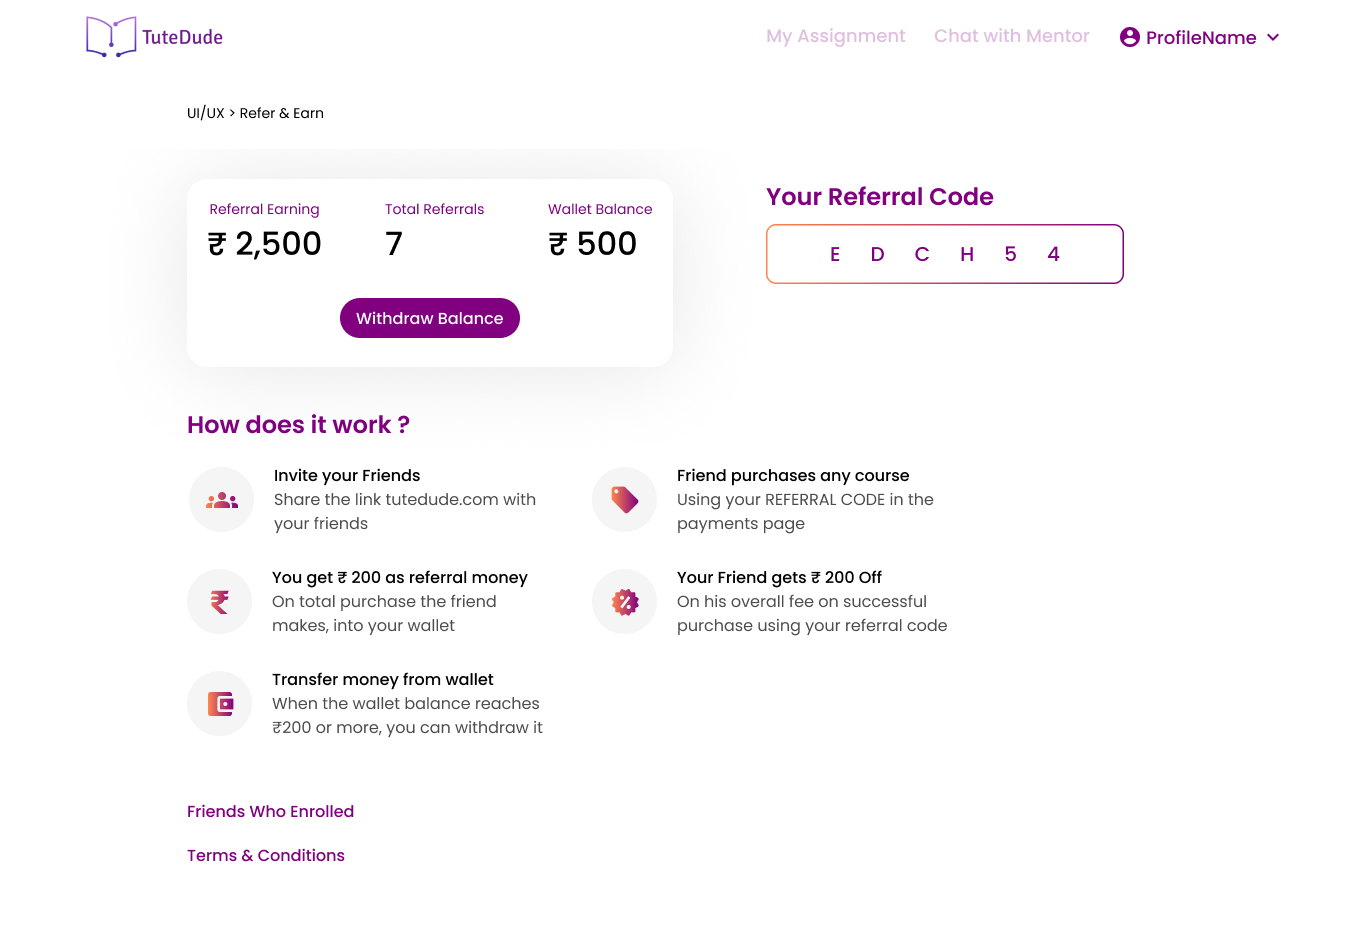 TuteDude
My Assignment
Chat with Mentor
ProfileName
UI/UX > Refer & Earn
Referral Earning
₹ 2,500
Total Referrals
7
Wallet Balance
₹ 500
Withdraw Balance
Your Referral Code
E D C H 5 4
How does it work ?
Invite your Friends
Share the link tutedude.com with
your friends
Friend purchases any course
Using your REFERRAL CODE in the
payments page
You get ₹ 200 as referral money
On total purchase the friend
makes, into your wallet
Your Friend gets ₹ 200 Off
On his overall fee on successful
purchase using your referral code
Transfer money from wallet
When the wallet balance reaches
₹200 or more, you can withdraw it
Friends Who Enrolled
Terms & Conditions